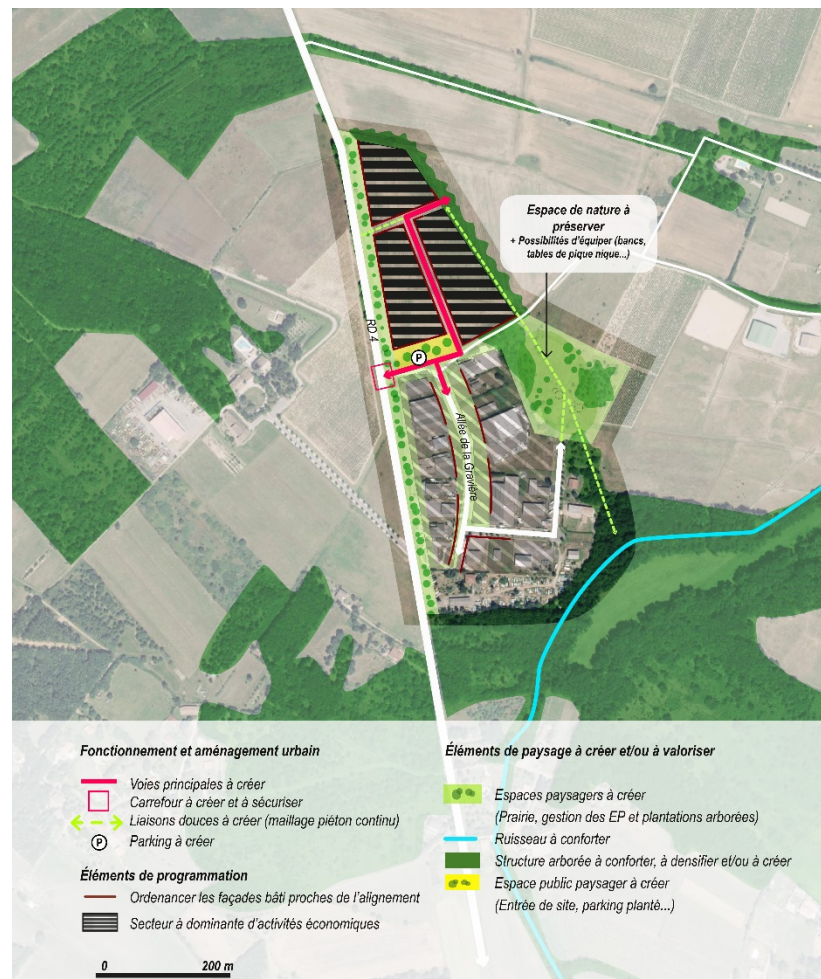 Espace de nature à
préserver
+ Possibilités d'équiper (bancs,
tables de pique nique...)
RD 4
P
Allée de la Gravière
Fonctionnement et aménagement urbain
Voies principales à créer
Carrefour à créer et à sécuriser
Liaisons douces à créer (maillage piéton continu)
P
Parking à créer
Éléments de programmation
Ordonancer les façades bâti proches de l'alignement
Secteur à dominante d'activités économiques
0 200 m
Éléments de paysage à créer et/ou à valoriser
Espaces paysagers à créer
(Prairie, gestion des EP et plantations arborées)
Ruisseau à conforter
Structure arborée à conforter, à densifier et/ou à créer
Espace public paysager à créer
(Entrée de site, parking planté...)